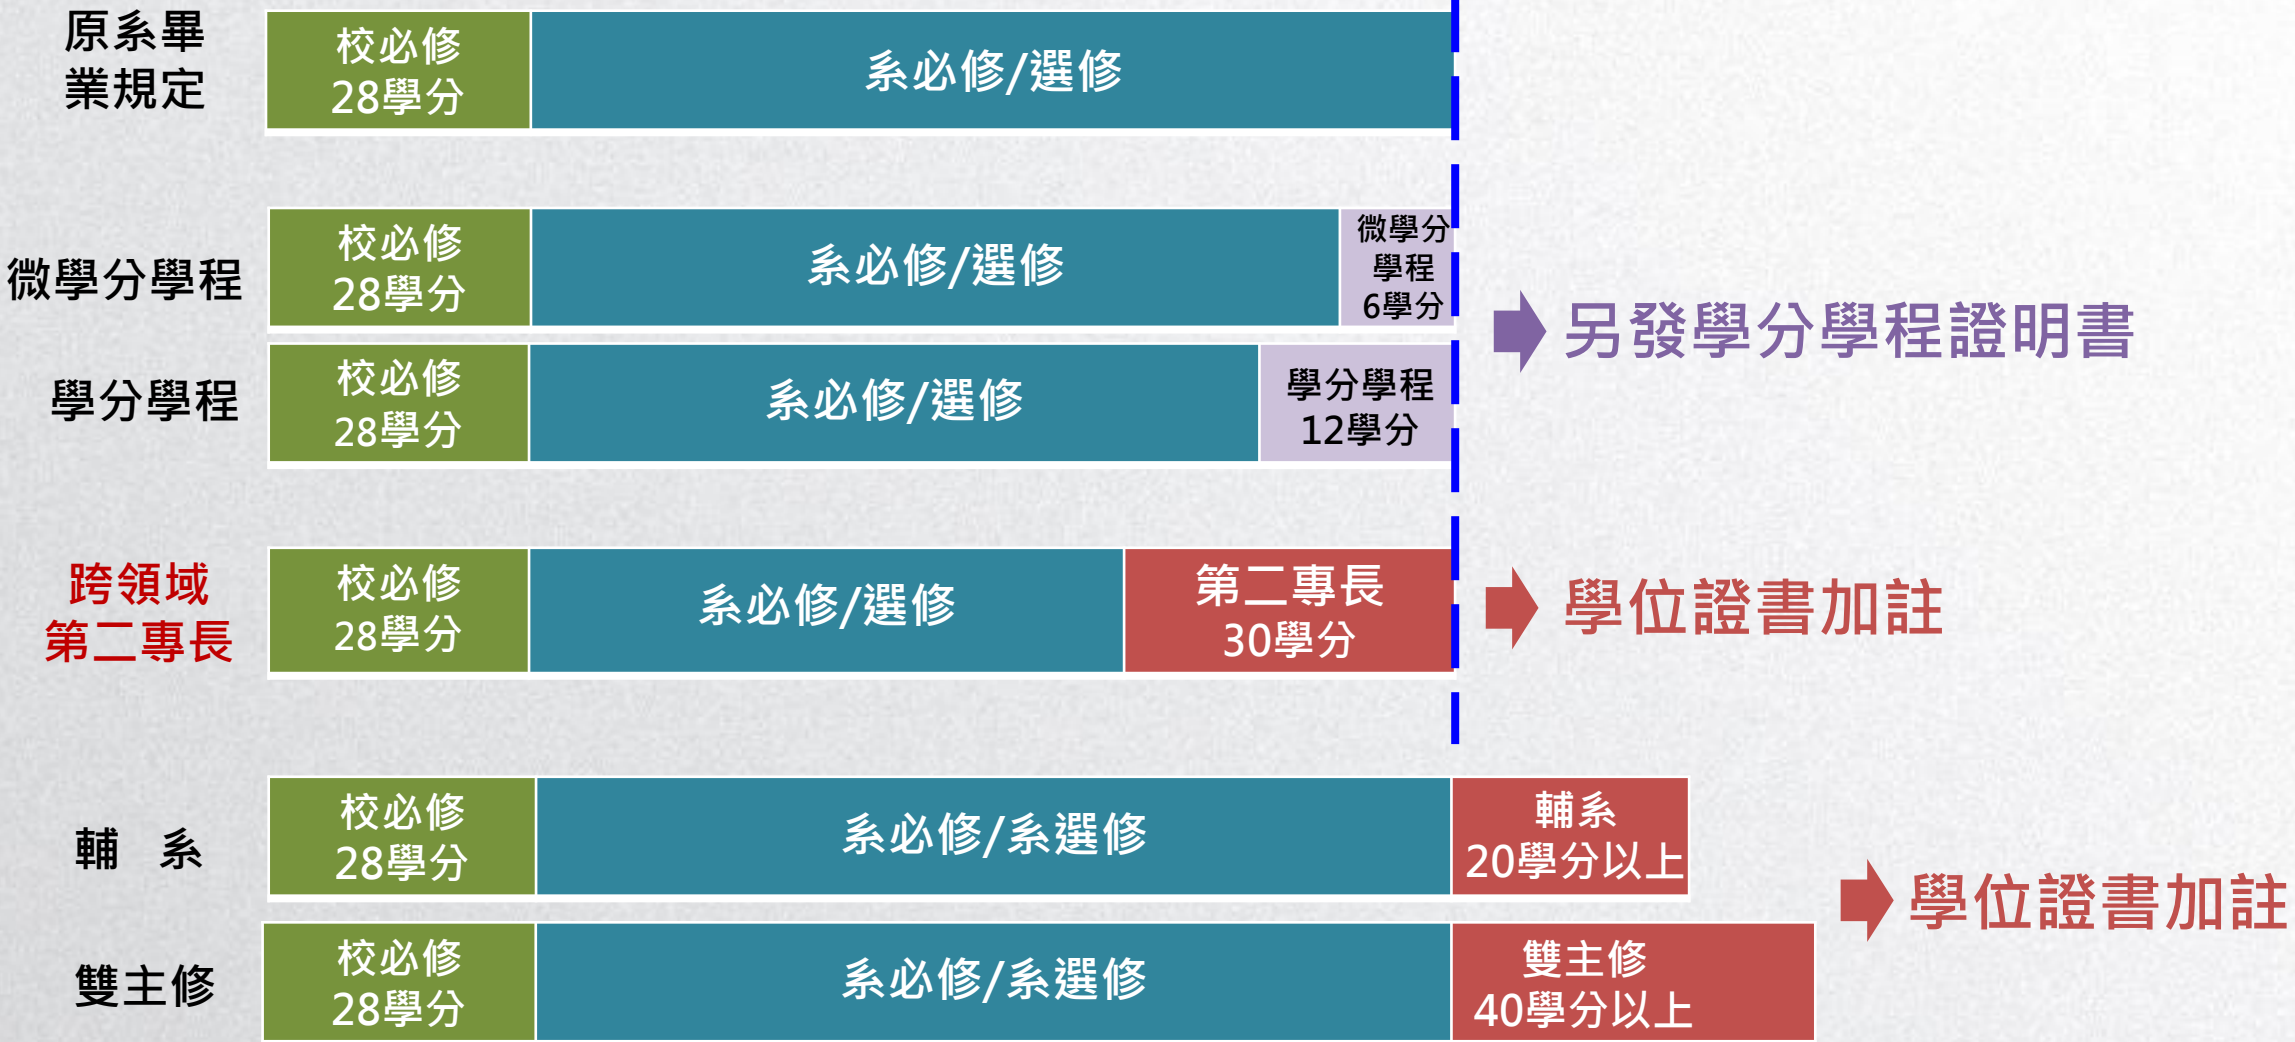 原系畢
業規定
校必修
28學分
系必修/選修
微學分學程
校必修
28學分
系必修/選修
微學分
學程
6學分
學分學程
校必修
28學分
系必修/選修
學分學程
12學分
另發學分學程證明書
跨領域
第二專長
校必修
28學分
系必修/選修
第二專長
30學分
學位證書加註
輔 系
校必修
28學分
系必修/系選修
輔系
20學分以上
雙主修
校必修
28學分
系必修/系選修
雙主修
40學分以上
學位證書加註